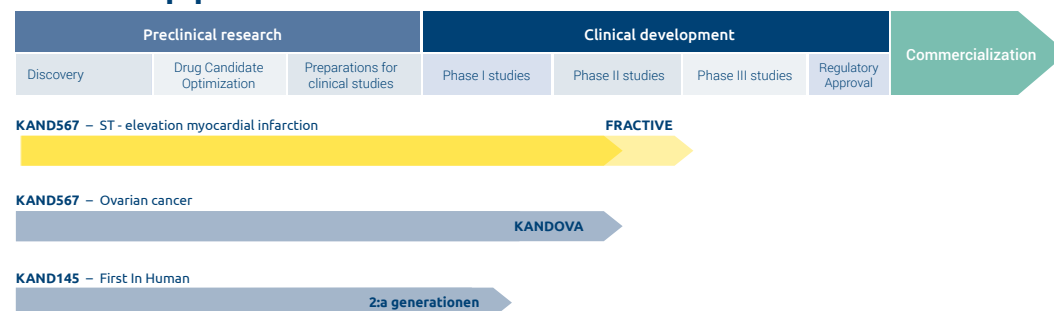 Preclinical research
Clinical development
Commercialization
Discovery
Drug Candidate
Optimization
Preparations for
clinical studies
Phase I studies
Phase II studies
Phase III studies
Regulatory
Approval
KAND567 – ST - elevation myocardial infarction
FRACTIVE
KAND567 – Ovarian cancer
KANDOVA
KAND145 – First In Human
2:a generationen